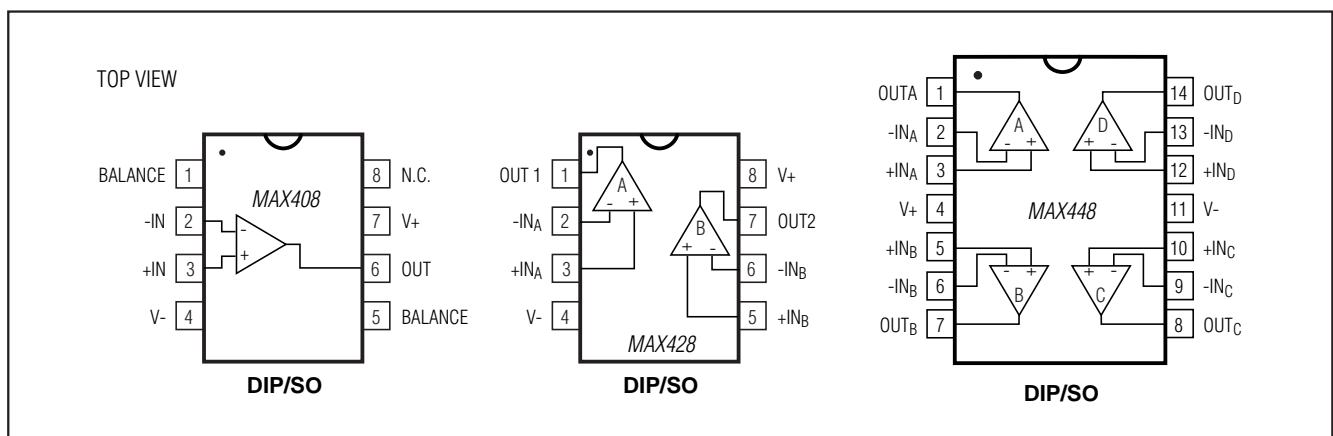 TOP VIEW
BALANCE 1
-IN 2
+IN 3
V- 4
8 N.C.
7 V+
6 OUT
5 BALANCE
MAX408
- +
DIP/SO
OUT 1 1
-INA 2
+INA 3
V- 4
8 V+
7 OUT2
6 -INB
5 +INB
A
- +
B
+ -
MAX428
DIP/SO
OUTA 1
-INA 2
+INA 3
V+ 4
+INB 5
-INB 6
OUTB 7
14 OUTD
13 -IND
12 +IND
11 V-
10 +INC
9 -INC
8 OUTC
A
- +
D
+ -
MAX448
- +
B
+ -
C
DIP/SO